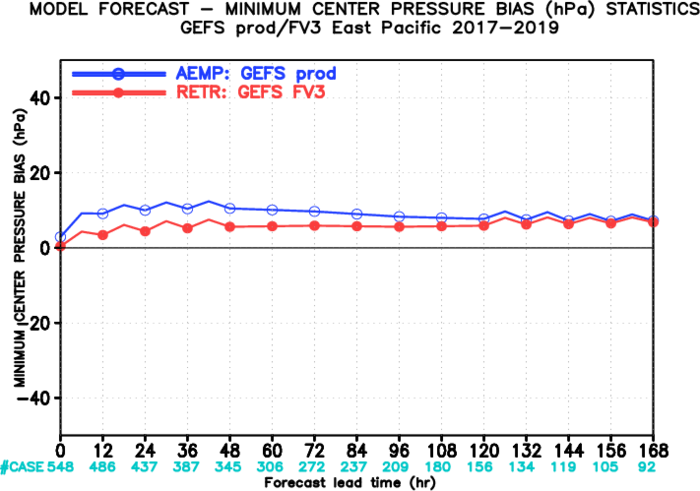 MODEL FORECAST — MINIMUM CENTER PRESSURE BIAS (hPa) STATISTICS
GEFS prod/FV3 East Pacific 2017—2019
AEMP: GEFS prod
RETR: GEFS FV3
MINIMUM CENTER PRESSURE BIAS (hPa)
40
20
0
−20
−40
0 12 24 36 48 60 72 84 96 108 120 132 144 156 168
#CASE 548 486 437 387 345 306 272 237 209 180 156 134 119 105 92
Forecast lead time (hr)